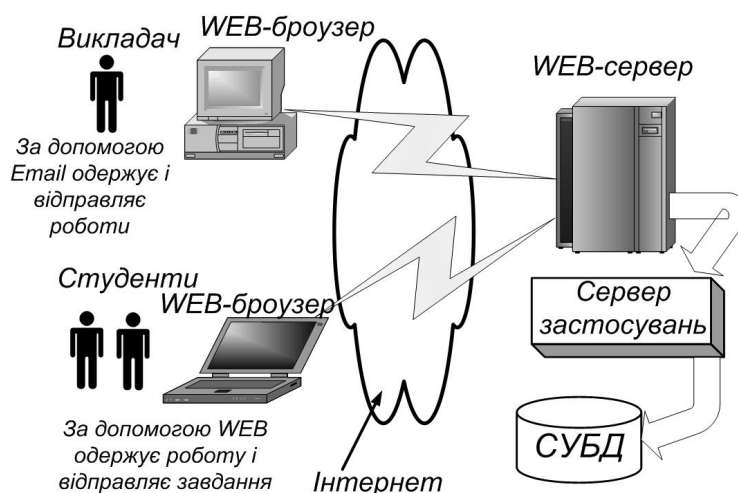 Викладач
WEB-броузер
WEB-сервер
За допомогою
Email одержує і
відправляє
роботи
Студенти
WEB-броузер
Сервер
застосувань
За допомогою WEB
одержує роботу і
відправляє завдання
Інтернет
СУБД